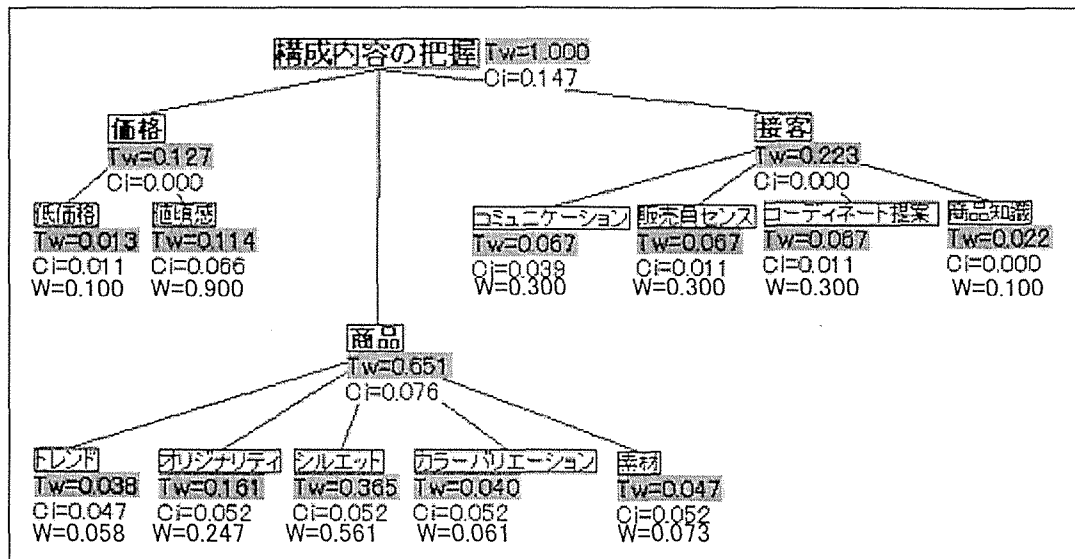 構成内容の把握 Tw=1.000
Ci=0.147
価格
Tw=0.127
Ci=0.000
低価格
Tw=0.013
Ci=0.011
W=0.100
値頃感
Tw=0.114
Ci=0.066
W=0.900
接客
Tw=0.223
Ci=0.000
コミュニケーション
Tw=0.067
Ci=0.039
W=0.300
販売員センス
Tw=0.067
Ci=0.011
W=0.300
コーディネート提案
Tw=0.067
Ci=0.011
W=0.300
商品知識
Tw=0.022
Ci=0.000
W=0.100
商品
Tw=0.651
Ci=0.076
トレンド
Tw=0.038
Ci=0.047
W=0.058
オリジナリティ
Tw=0.161
Ci=0.052
W=0.247
シルエット
Tw=0.365
Ci=0.052
W=0.561
カラーバリエーション
Tw=0.040
Ci=0.052
W=0.061
素材
Tw=0.047
Ci=0.052
W=0.073